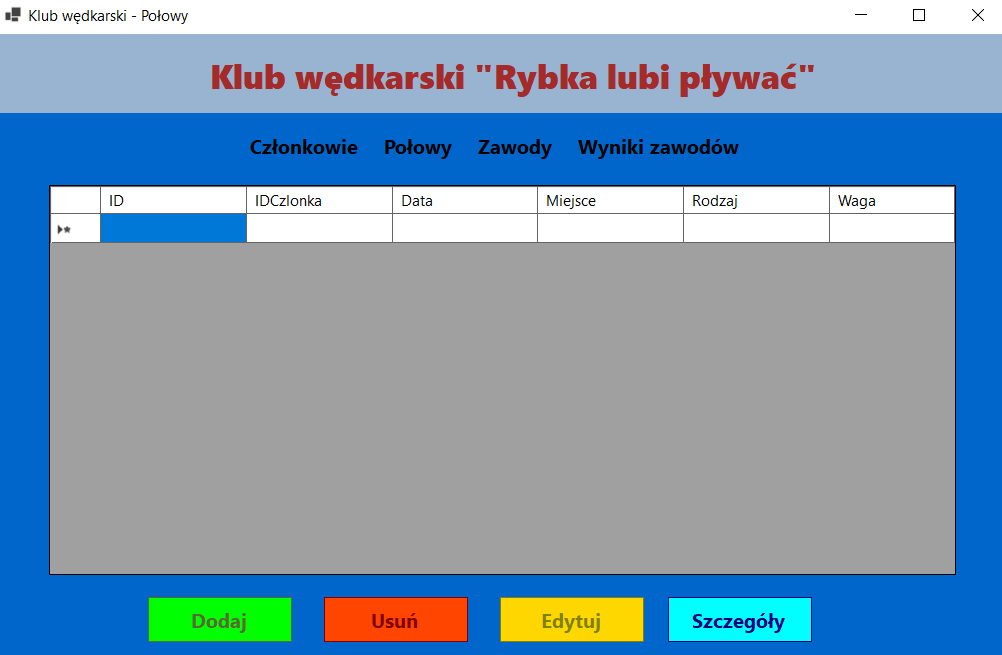 Klub wędkarski - Połowy
Klub wędkarski "Rybka lubi pływać"
Członkowie Połowy Zawody Wyniki zawodów
ID IDCzlonka Data Miejsce Rodzaj Waga
Dodaj Usuń Edytuj Szczegóły